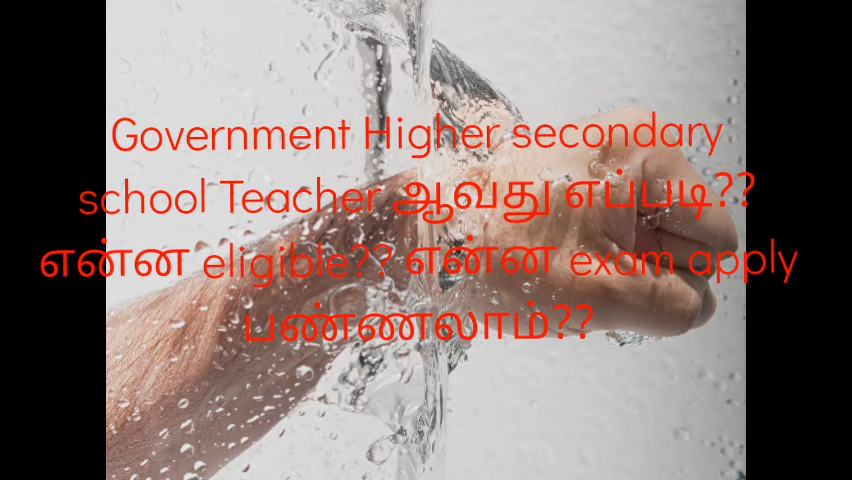 Government Higher secondary
school Teacher ஆவது எப்படி??
என்ன eligible?? என்ன exam apply
பண்ணலாம்??